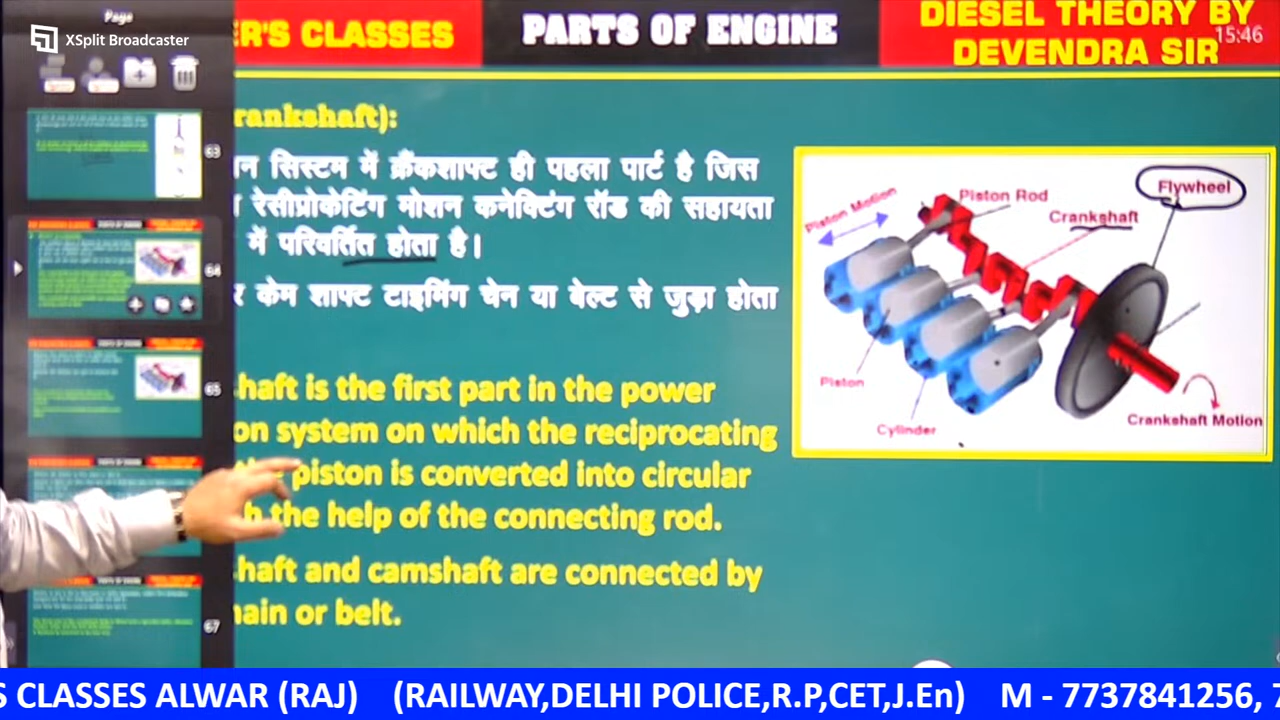 Page
XSplit Broadcaster
ER'S CLASSES
PARTS OF ENGINE
DIESEL THEORY BY
DEVENDRA SIR
15:46
rankshaft):
न सिस्टम में क्रैंकशाफ्ट ही पहला पार्ट है जिस
रेसीप्रोकेटिंग मोशन कनेक्टिंग रॉड की सहायता
में परिवर्तित होता है।
र केम शाफ्ट टाइमिंग चेन या बेल्ट से जुड़ा होता
haft is the first part in the power
on system on which the reciprocating
piston is converted into circular
h the help of the connecting rod.
haft and camshaft are connected by
hain or belt.
Piston Motion
Piston Rod
Flywheel
Crankshaft
Piston
Cylinder
Crankshaft Motion
63
64
65
67
S CLASSES ALWAR (RAJ) (RAILWAY,DELHI POLICE,R.P,CET,J.En) M - 7737841256, 7